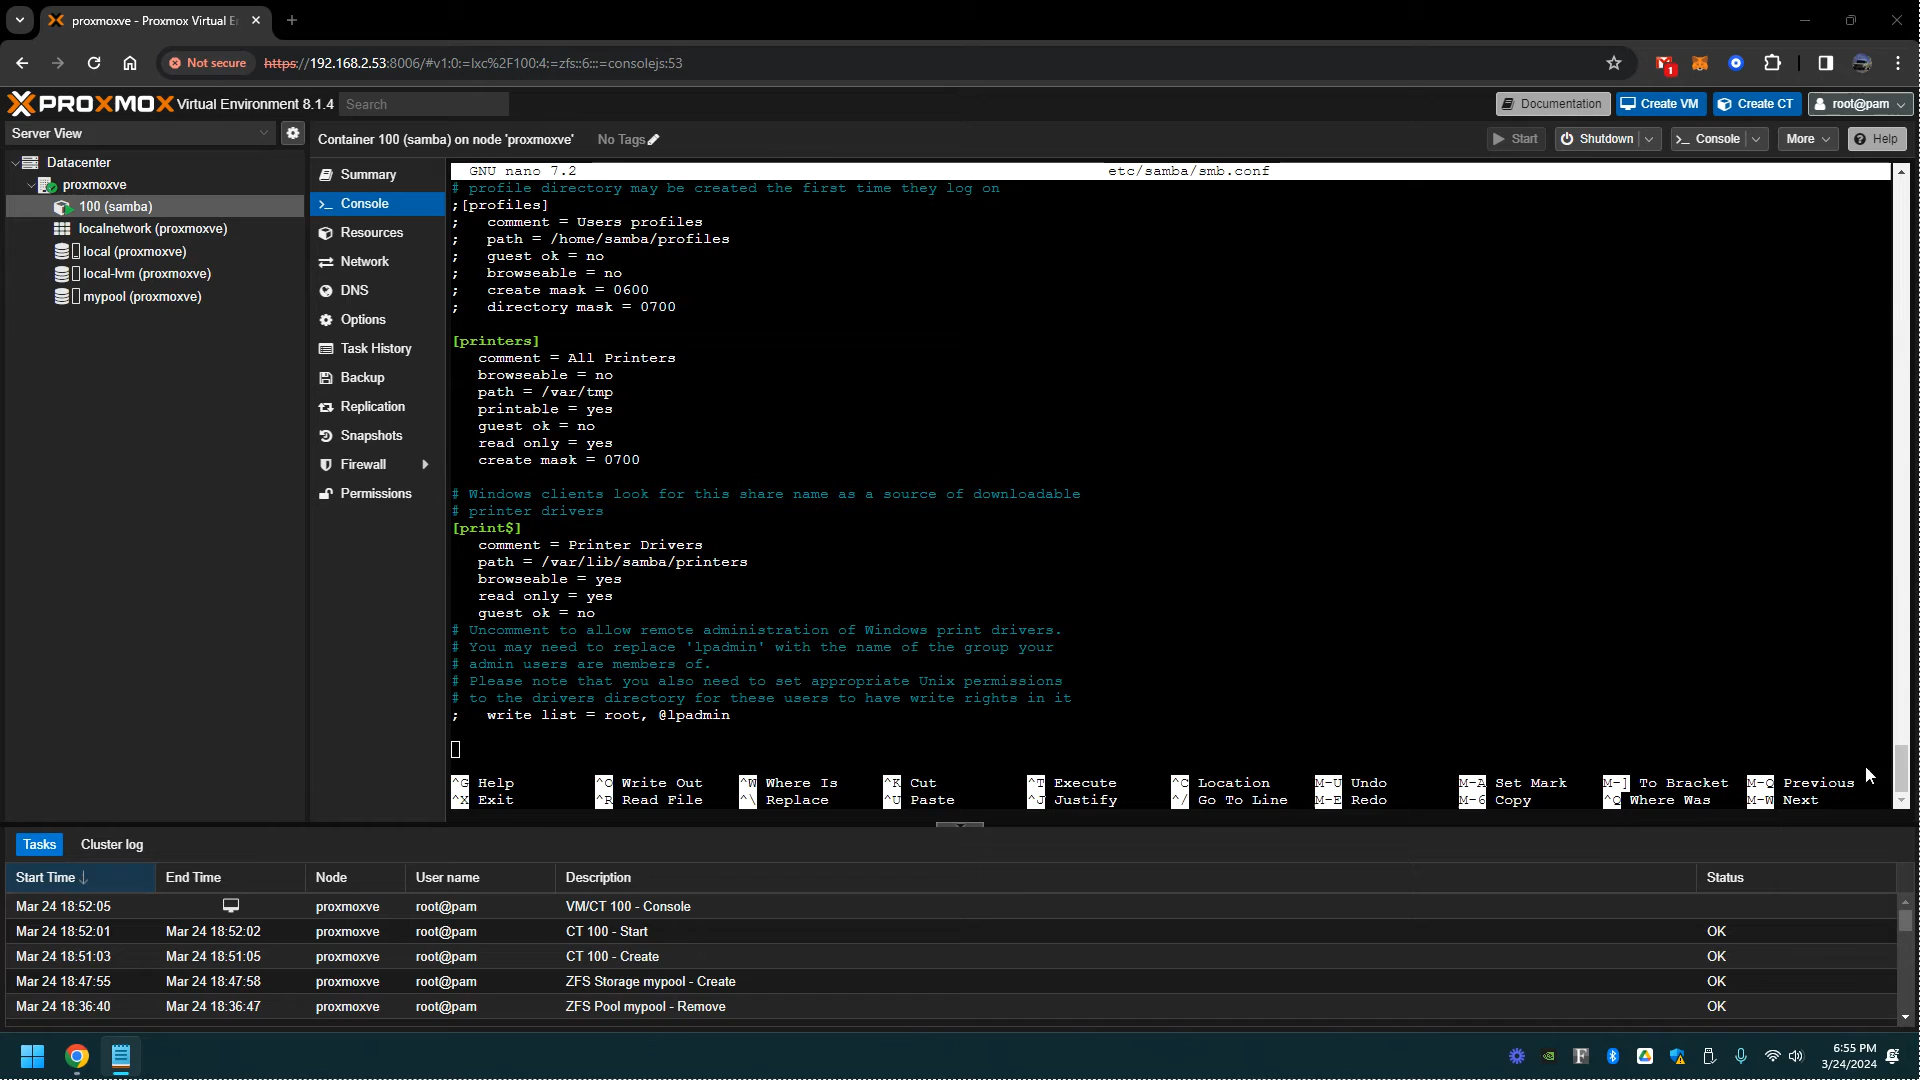 proxmoxve - Proxmox Virtual E
Not secure https://192.168.2.53:8006/#v1:0:=lxc%2F100:4:=zfs::6:::=consolejs:53
1
PROXMOX Virtual Environment 8.1.4 Search
Documentation Create VM Create CT root@pam
Server View
Container 100 (samba) on node 'proxmoxve' No Tags
Start Shutdown Console More Help
Datacenter
proxmoxve
100 (samba)
localnetwork (proxmoxve)
local (proxmoxve)
local-lvm (proxmoxve)
mypool (proxmoxve)
Summary
Console
Resources
Network
DNS
Options
Task History
Backup
Replication
Snapshots
Firewall
Permissions
GNU nano 7.2 etc/samba/smb.conf
# profile directory may be created the first time they log on
;[profiles]
;   comment = Users profiles
;   path = /home/samba/profiles
;   guest ok = no
;   browseable = no
;   create mask = 0600
;   directory mask = 0700
[printers]
comment = All Printers
browseable = no
path = /var/tmp
printable = yes
guest ok = no
read only = yes
create mask = 0700
# Windows clients look for this share name as a source of downloadable
# printer drivers
[print$]
comment = Printer Drivers
path = /var/lib/samba/printers
browseable = yes
read only = yes
guest ok = no
# Uncomment to allow remote administration of Windows print drivers.
# You may need to replace 'lpadmin' with the name of the group your
# admin users are members of.
# Please note that you also need to set appropriate Unix permissions
# to the drivers directory for these users to have write rights in it
;   write list = root, @lpadmin
^G Help ^O Write Out ^W Where Is ^K Cut ^T Execute ^C Location M-U Undo M-A Set Mark M-] To Bracket M-Q Previous
^X Exit ^R Read File ^\ Replace ^U Paste ^J Justify ^/ Go To Line M-E Redo M-6 Copy ^Q Where Was M-W Next
Tasks Cluster log
Start Time End Time Node User name Description Status
Mar 24 18:52:05 proxmoxve root@pam VM/CT 100 - Console
Mar 24 18:52:01 Mar 24 18:52:02 proxmoxve root@pam CT 100 - Start OK
Mar 24 18:51:03 Mar 24 18:51:05 proxmoxve root@pam CT 100 - Create OK
Mar 24 18:47:55 Mar 24 18:47:58 proxmoxve root@pam ZFS Storage mypool - Create OK
Mar 24 18:36:40 Mar 24 18:36:47 proxmoxve root@pam ZFS Pool mypool - Remove OK
6:55 PM
3/24/2024